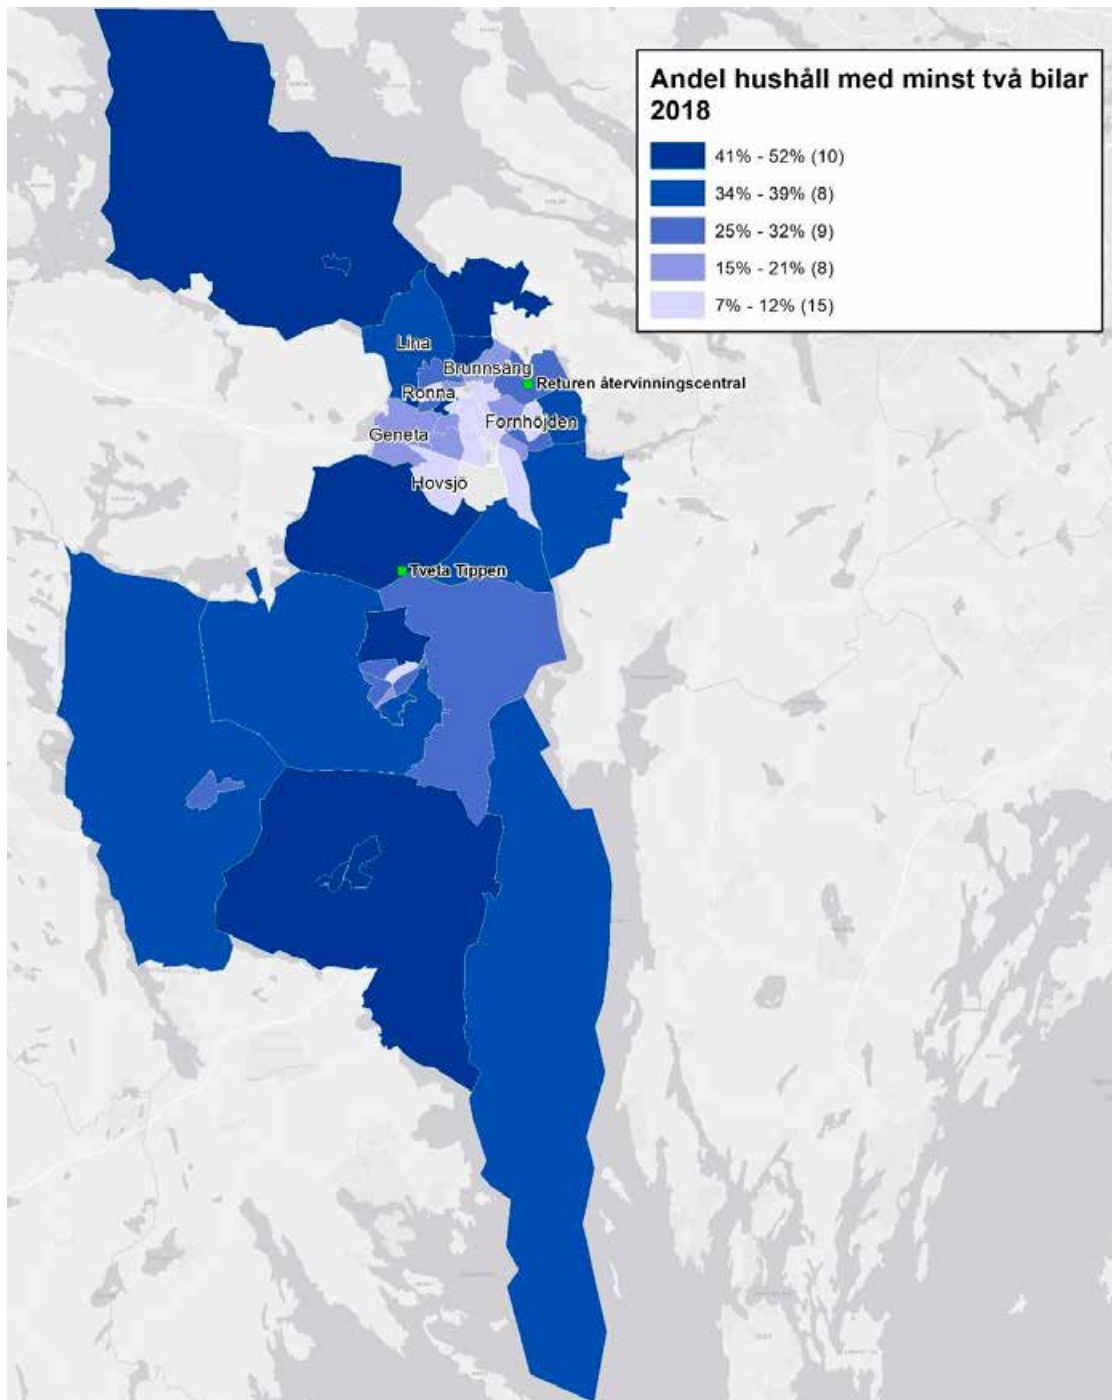 Andel hushåll med minst två bilar
2018
41% - 52% (10)
34% - 39% (8)
25% - 32% (9)
15% - 21% (8)
7% - 12% (15)
Lina
Brunnsäng
Returen återvinningscentral
Ronna
Fornhöjden
Geneta
Hovsjö
Tveta Tippen